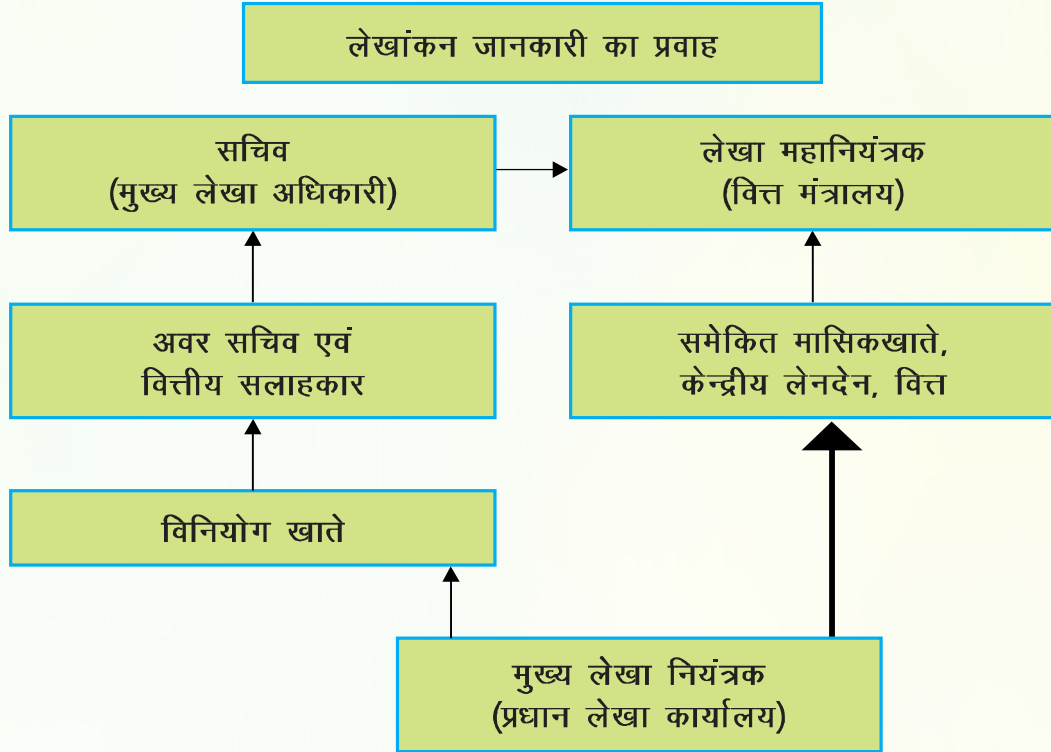 लेखांकन जानकारी का प्रवाह
सचिव
(मुख्य लेखा अधिकारी)
लेखा महानियंत्रक
(वित्त मंत्रालय)
अवर सचिव एवं
वित्तीय सलाहकार
समेकित मासिकखाते,
केन्द्रीय लेनदेन, वित्त
विनियोग खाते
मुख्य लेखा नियंत्रक
(प्रधान लेखा कार्यालय)